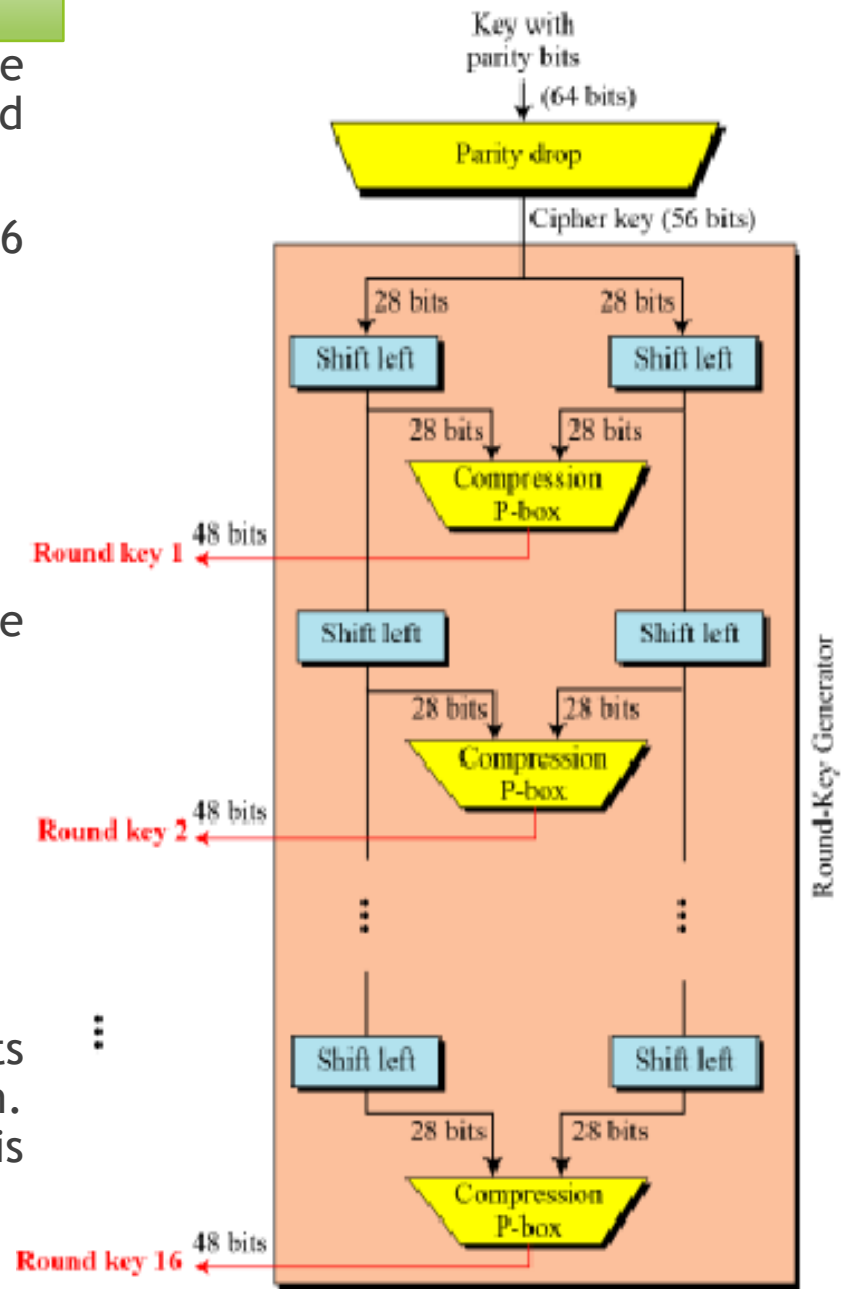 e
d
6
e
ts
n.
is
Key with
parity bits
(64 bits)
Parity drop
Cipher key (56 bits)
28 bits
28 bits
Shift left
Shift left
28 bits
28 bits
Compression
P-box
48 bits
Round key 1
Shift left
Shift left
28 bits
28 bits
Compression
P-box
48 bits
Round key 2
Round-Key Generator
Shift left
Shift left
28 bits
28 bits
Compression
P-box
48 bits
Round key 16